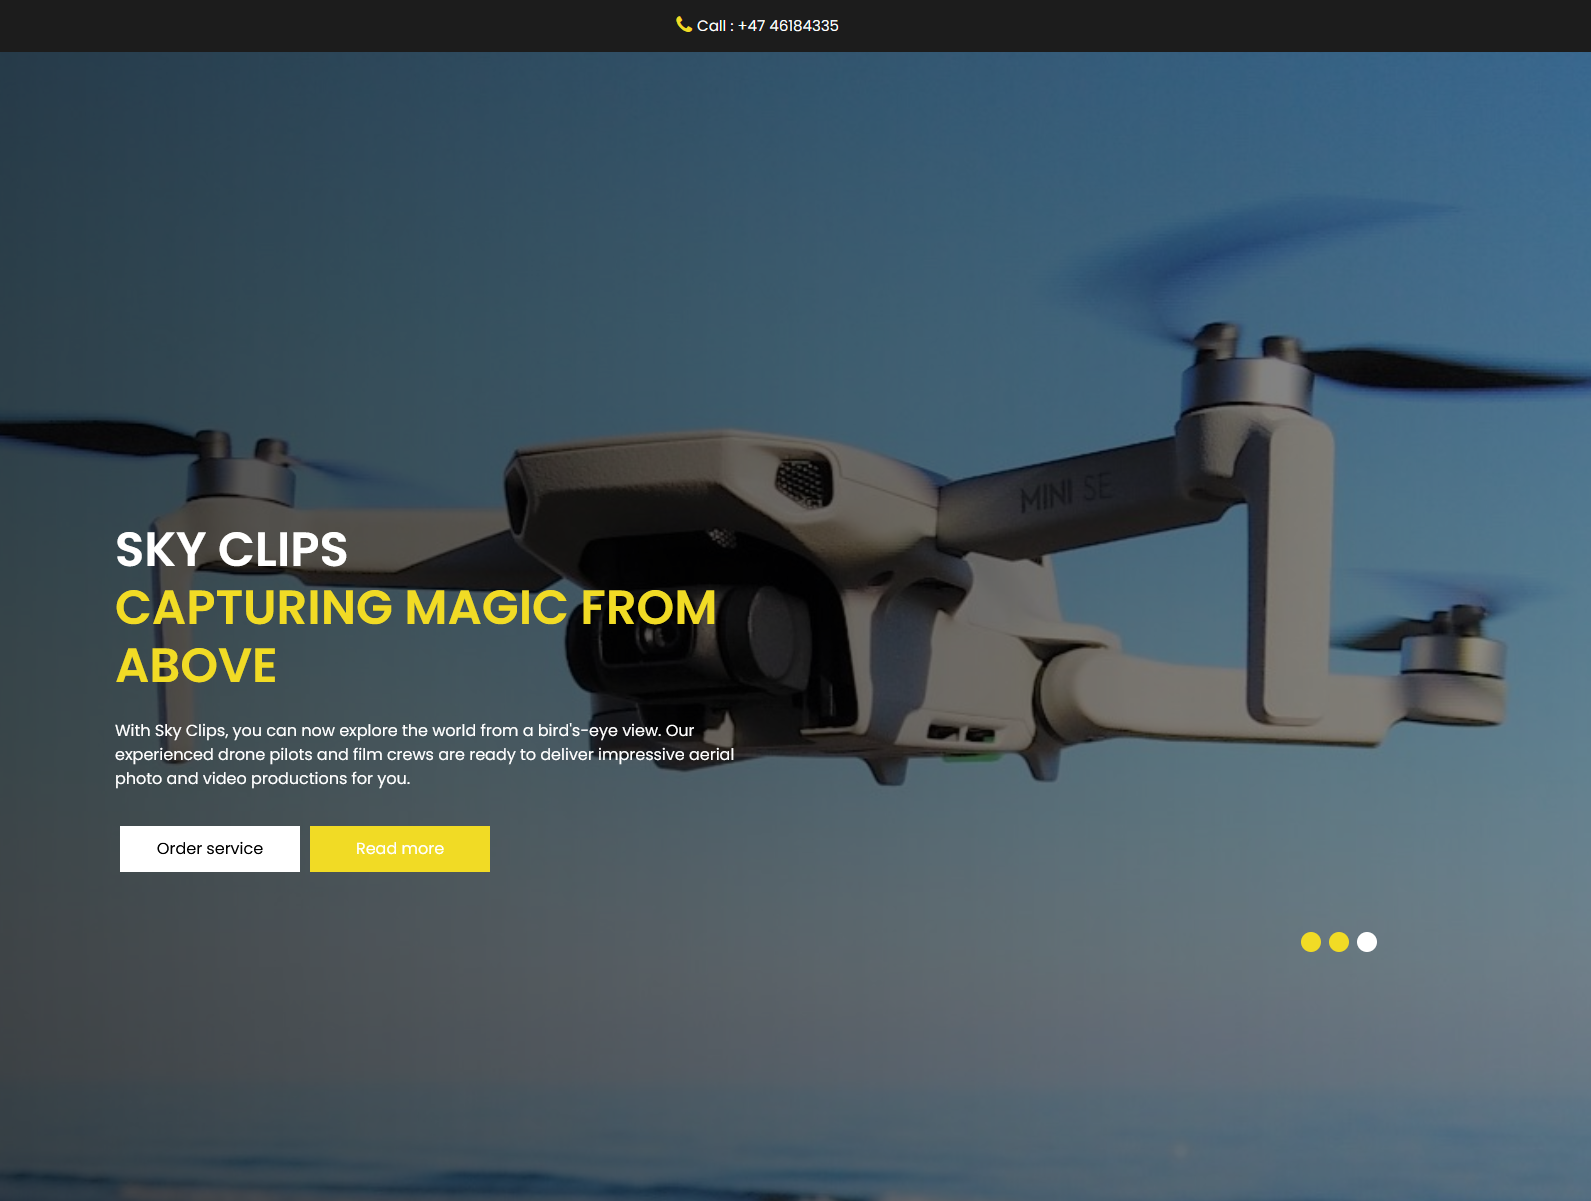 Call : +47 46184335
MINI SE
SKY CLIPS
CAPTURING MAGIC FROM
ABOVE
With Sky Clips, you can now explore the world from a bird's-eye view. Our
experienced drone pilots and film crews are ready to deliver impressive aerial
photo and video productions for you.
Order service
Read more